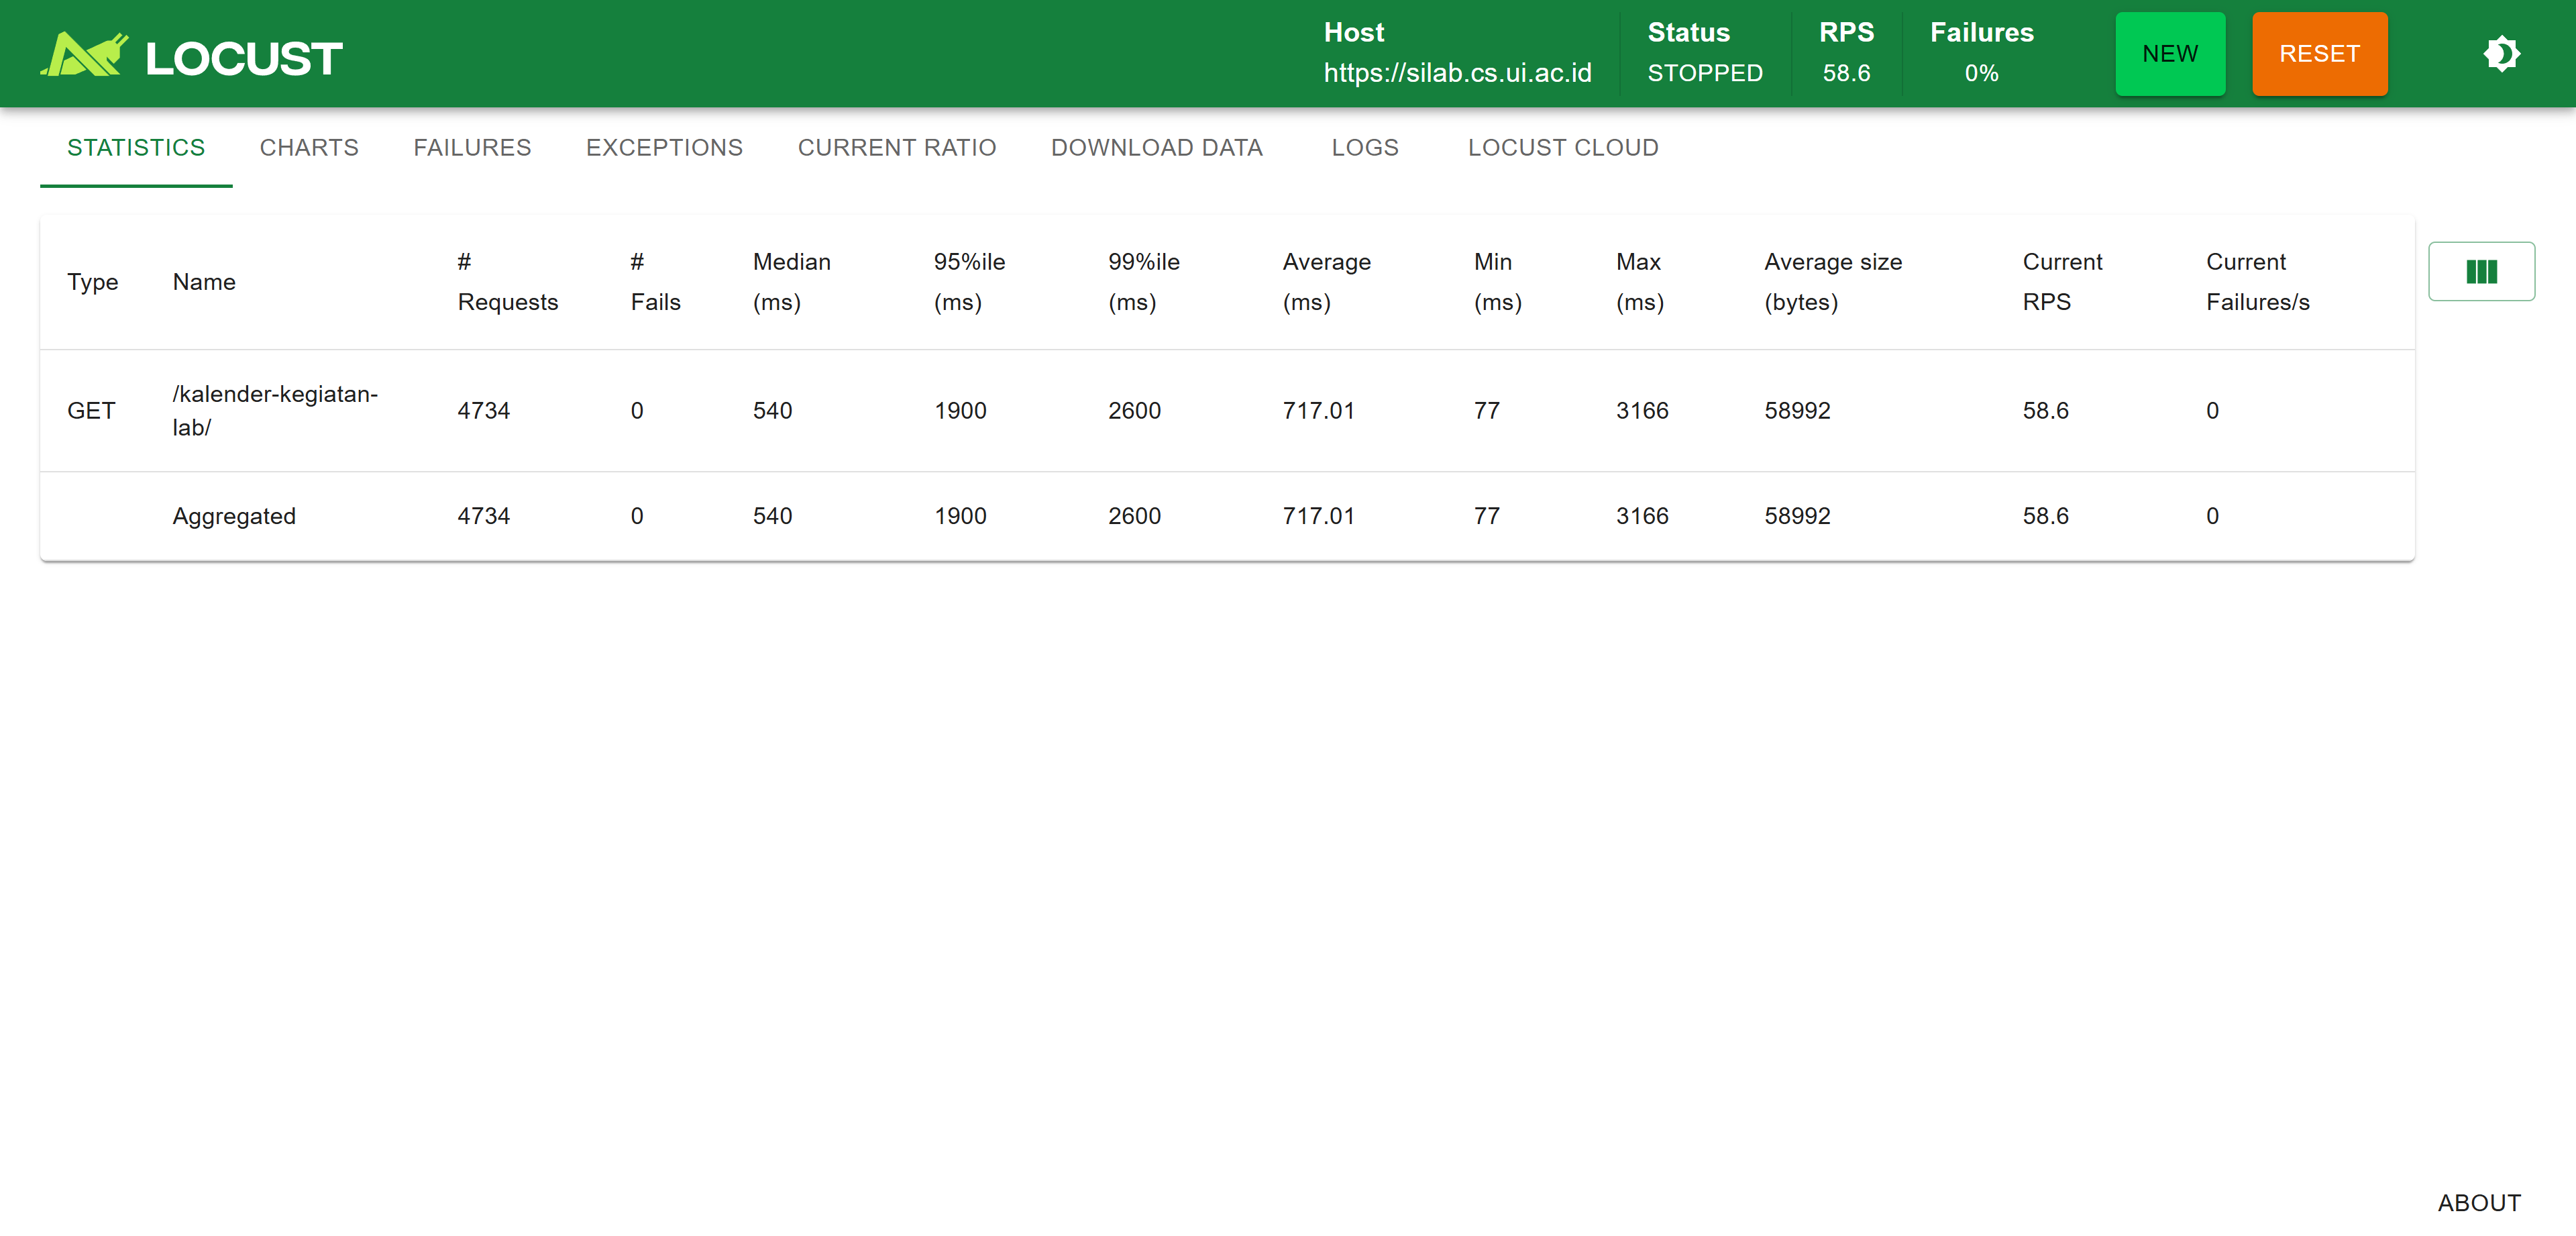 LOCUST
Host Status RPS Failures
https://silab.cs.ui.ac.id STOPPED 58.6 0%
NEW RESET
STATISTICS CHARTS FAILURES EXCEPTIONS CURRENT RATIO DOWNLOAD DATA LOGS LOCUST CLOUD
Type Name # Requests # Fails Median (ms) 95%ile (ms) 99%ile (ms) Average (ms) Min (ms) Max (ms) Average size (bytes) Current RPS Current Failures/s
GET /kalender-kegiatan-lab/ 4734 0 540 1900 2600 717.01 77 3166 58992 58.6 0
Aggregated 4734 0 540 1900 2600 717.01 77 3166 58992 58.6 0
ABOUT